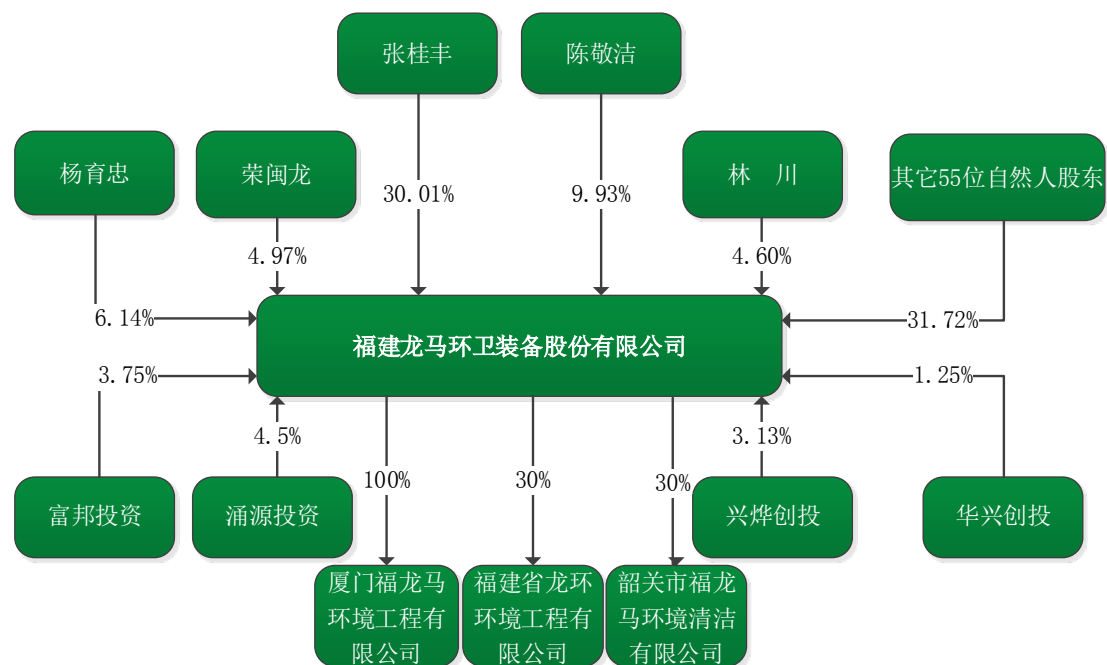 张桂丰
陈敬洁
杨育忠
荣闽龙
林　川
其它55位自然人股东
30.01%
9.93%
4.97%
4.60%
6.14%
31.72%
福建龙马环卫装备股份有限公司
3.75%
1.25%
4.5%
3.13%
100%
30%
30%
富邦投资
涌源投资
兴烨创投
华兴创投
厦门福龙马
环境工程有
限公司
福建省龙环
环境工程有
限公司
韶关市福龙
马环境清洁
有限公司